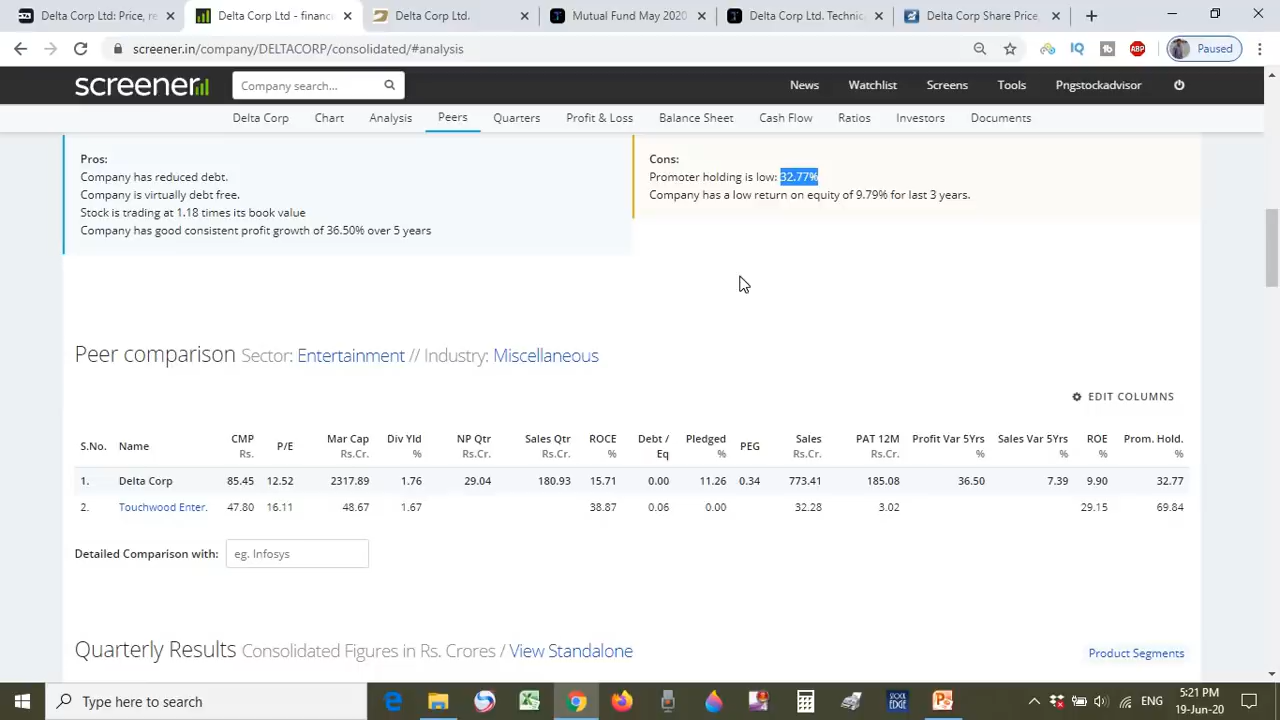 Delta Corp Ltd: Price, re
Delta Corp Ltd - financ
Delta Corp Ltd.
Mutual Fund May 2020
Delta Corp Ltd. Technic
Delta Corp Share Price,
screener.in/company/DELTACORP/consolidated/#analysis
IQ
ABP
Paused
screener
Company search...
News
Watchlist
Screens
Tools
Pngstockadvisor
Delta Corp
Chart
Analysis
Peers
Quarters
Profit & Loss
Balance Sheet
Cash Flow
Ratios
Investors
Documents
Pros:
Company has reduced debt.
Company is virtually debt free.
Stock is trading at 1.18 times its book value
Company has good consistent profit growth of 36.50% over 5 years
Cons:
Promoter holding is low: 32.77%
Company has a low return on equity of 9.79% for last 3 years.
Peer comparison Sector: Entertainment // Industry: Miscellaneous
EDIT COLUMNS
S.No. Name CMP Rs. P/E Mar Cap Rs.Cr. Div Yld % NP Qtr Rs.Cr. Sales Qtr Rs.Cr. ROCE % Debt / Eq Pledged % PEG Sales Rs.Cr. PAT 12M Rs.Cr. Profit Var 5Yrs % Sales Var 5Yrs % ROE % Prom. Hold. %
1. Delta Corp 85.45 12.52 2317.89 1.76 29.04 180.93 15.71 0.00 11.26 0.34 773.41 185.08 36.50 7.39 9.90 32.77
2. Touchwood Enter. 47.80 16.11 48.67 1.67 38.87 0.06 0.00 32.28 3.02 29.15 69.84
Detailed Comparison with: eg. Infosys
Quarterly Results Consolidated Figures in Rs. Crores / View Standalone
Product Segments
Type here to search
STOCK EDGE
ENG
5:21 PM
19-Jun-20